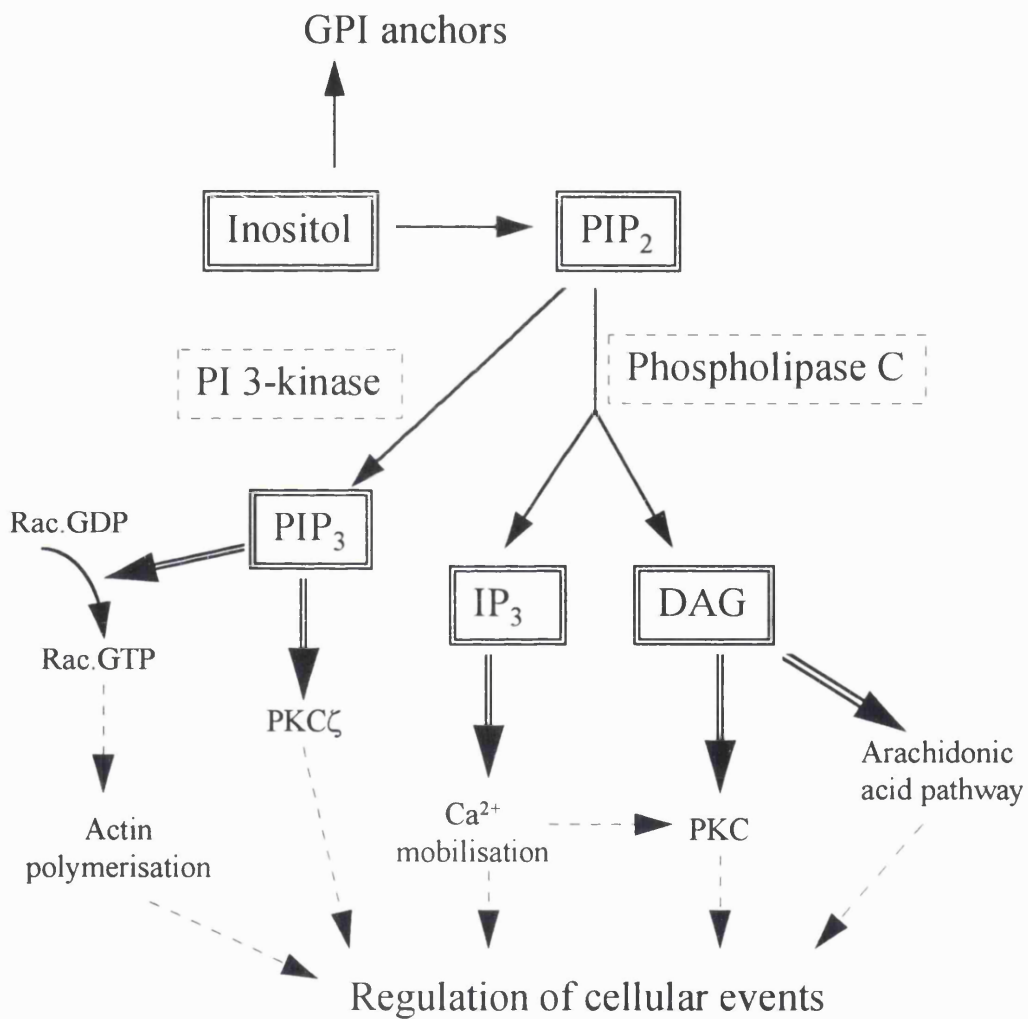 GPI anchors
Inositol
PIP₂
PI 3-kinase
Phospholipase C
Rac.GDP
PIP₃
IP₃
DAG
Rac.GTP
PKCζ
Arachidonic
acid pathway
Ca²⁺
mobilisation
PKC
Actin
polymerisation
Regulation of cellular events